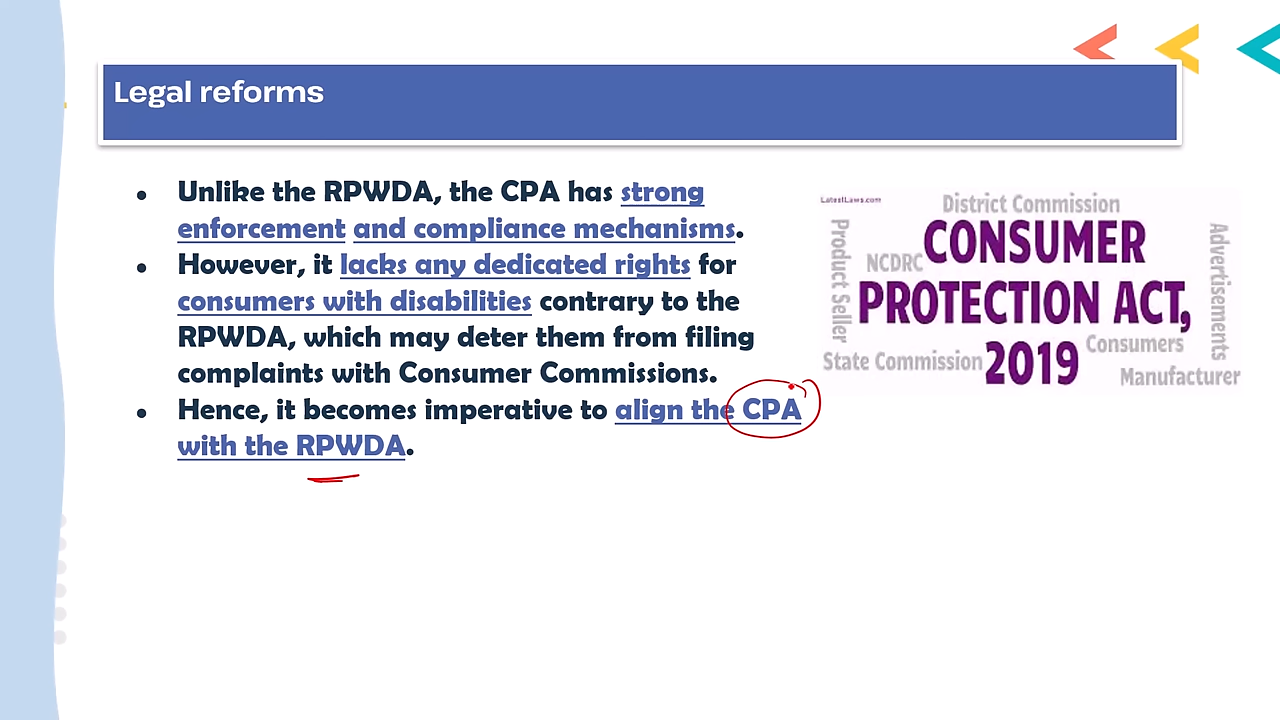 Legal reforms
• Unlike the RPWDA, the CPA has strong
enforcement and compliance mechanisms.
• However, it lacks any dedicated rights for
consumers with disabilities contrary to the
RPWDA, which may deter them from filing
complaints with Consumer Commissions.
• Hence, it becomes imperative to align the CPA
with the RPWDA.
LatestLaws.com
District Commission
Product Seller
NCDRC
CONSUMER
PROTECTION ACT,
2019
State Commission
Consumers
Manufacturer
Advertisements